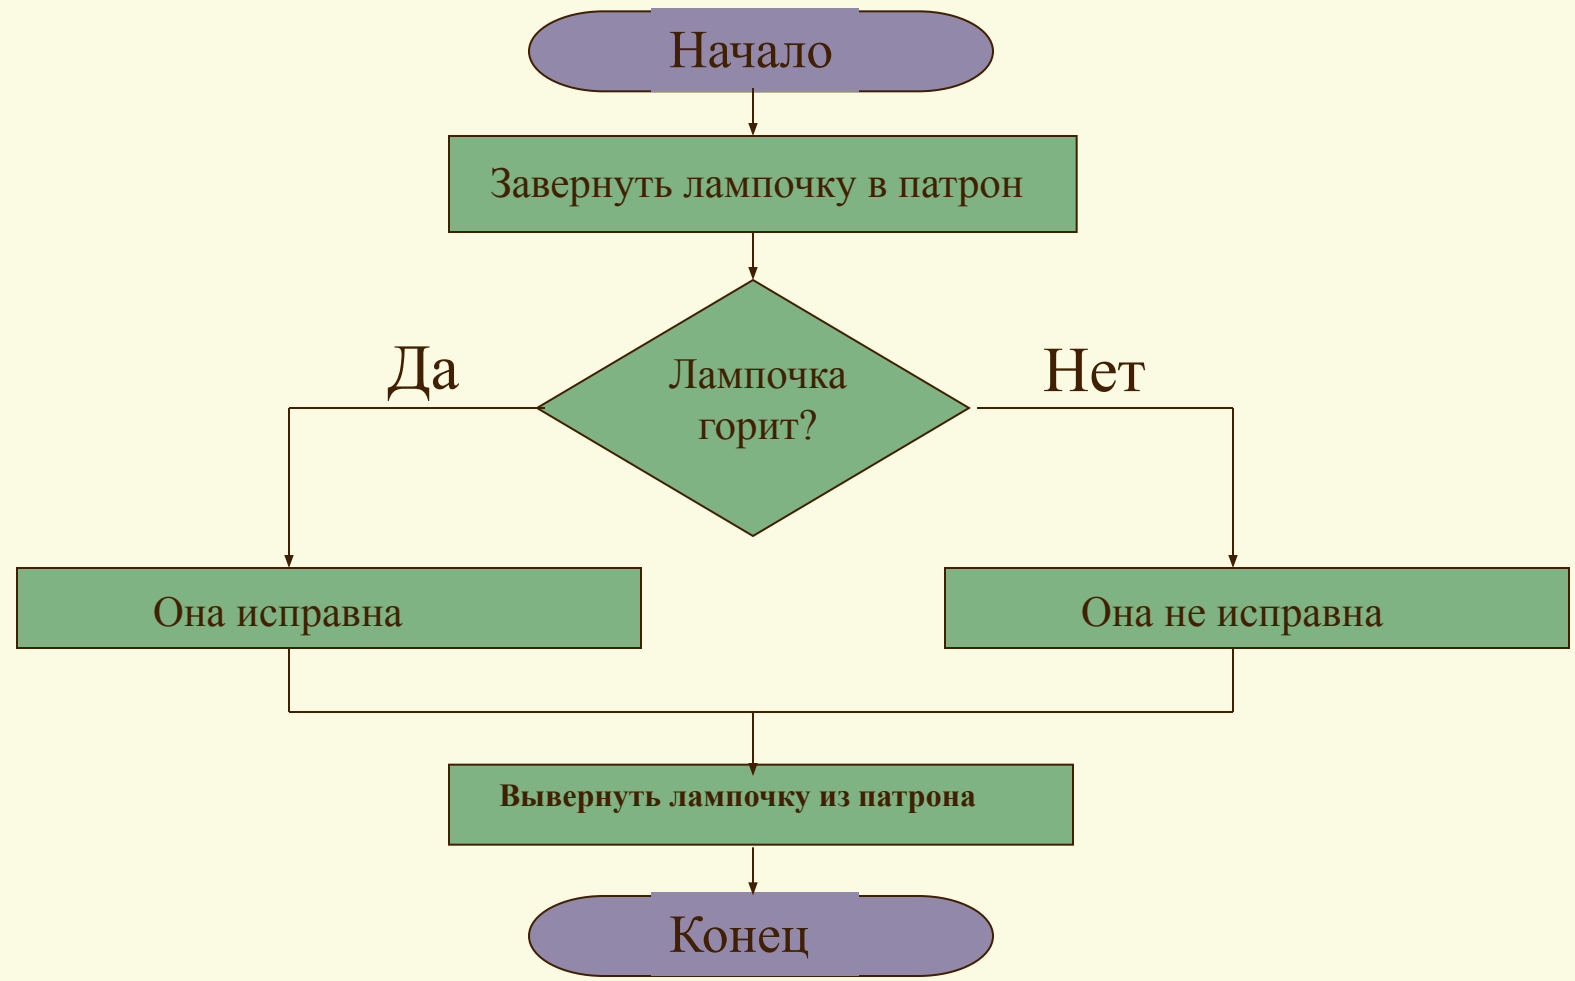 Начало
Завернуть лампочку в патрон
Да
Лампочка
горит?
Нет
Она исправна
Она не исправна
Вывернуть лампочку из патрона
Конец